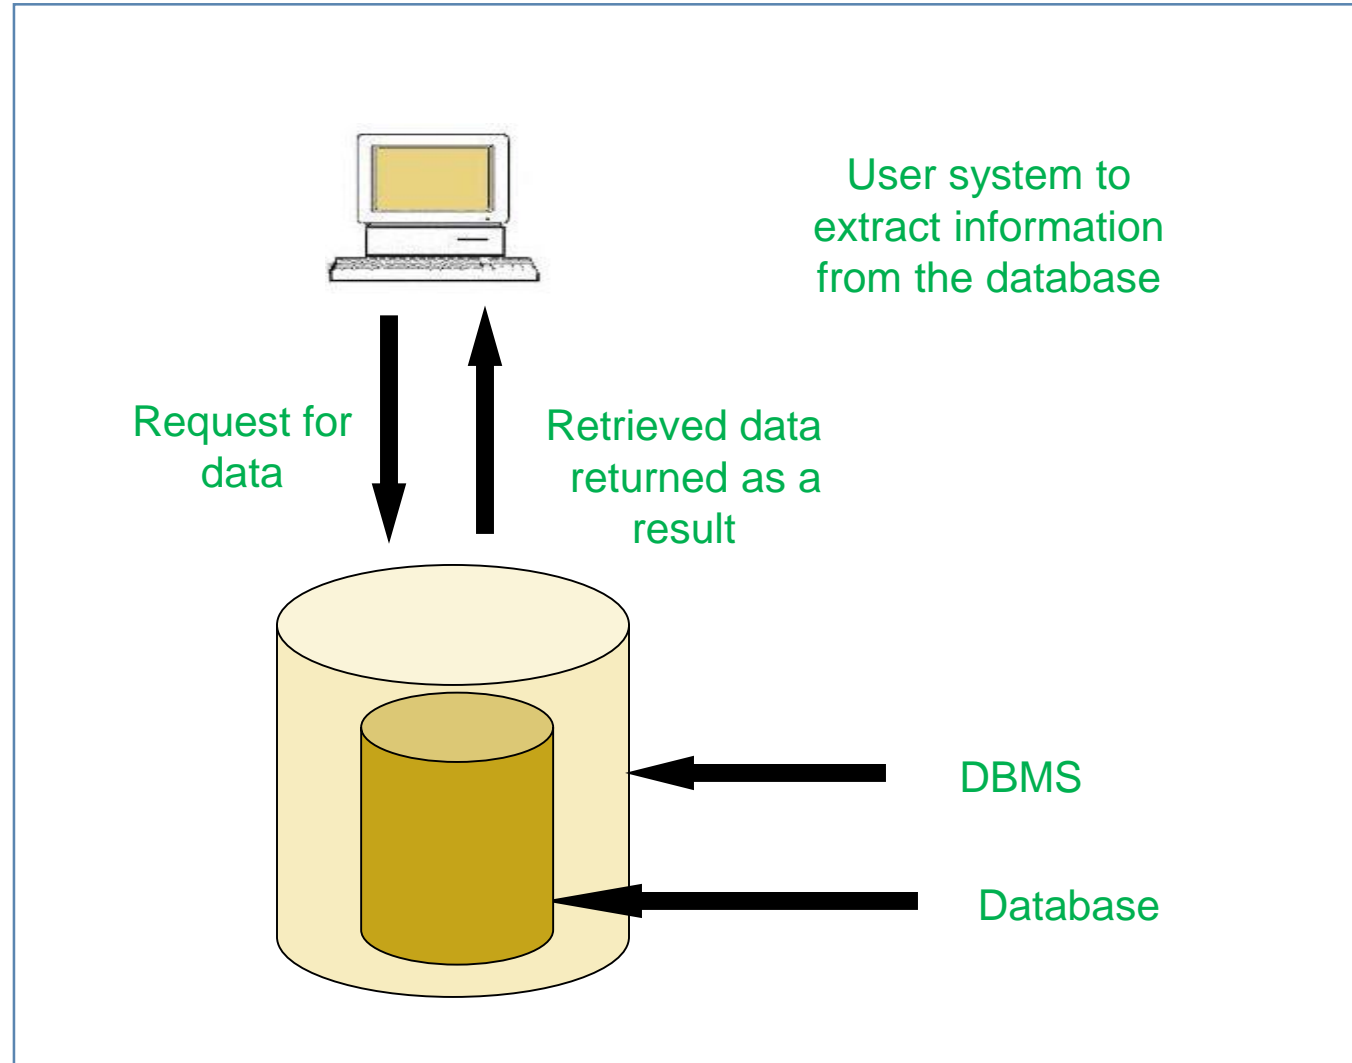 User system to
extract information
from the database
Request for
data
Retrieved data
returned as a
result
DBMS
Database